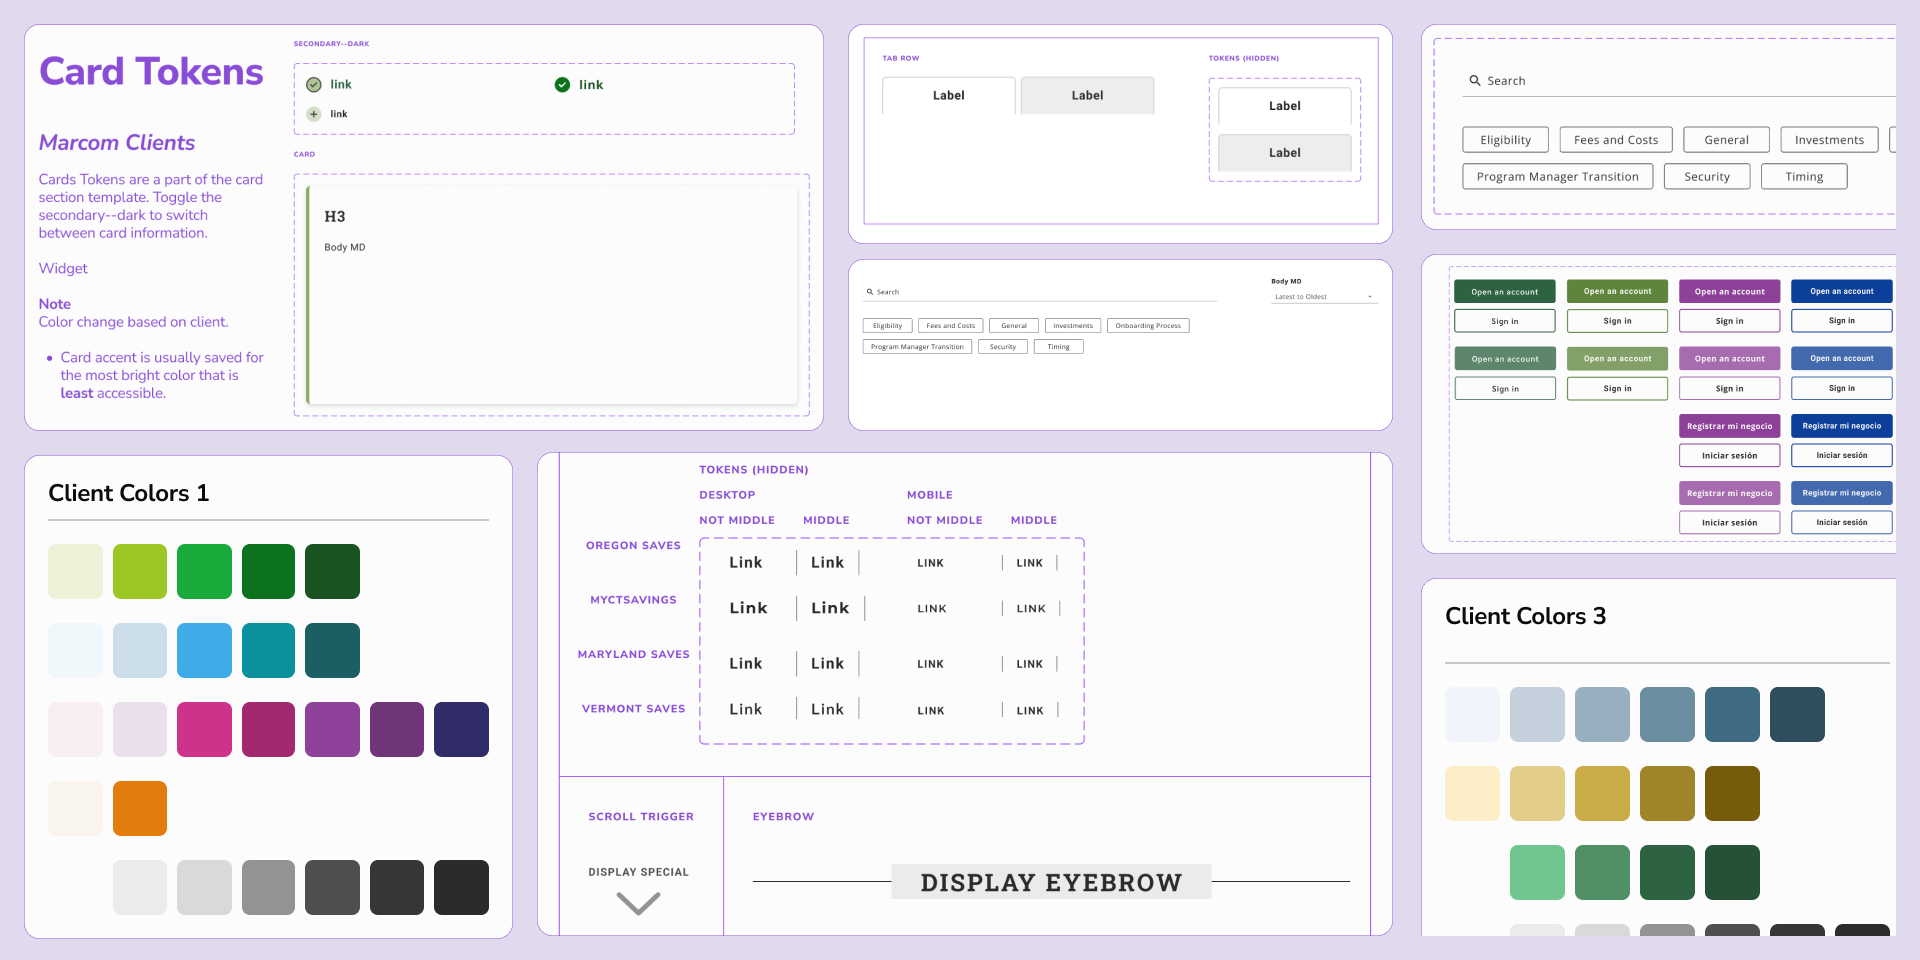 Card Tokens
Marcom Clients
Cards Tokens are a part of the card
section template. Toggle the
secondary--dark to switch
between card information.
Widget
Note
Color change based on client.
• Card accent is usually saved for
the most bright color that is
least accessible.
SECONDARY--DARK
link
link
link
CARD
H3
Body MD
TAB ROW
Label
Label
TOKENS (HIDDEN)
Label
Label
Search
Body MD
Latest to Oldest
Eligibility
Fees and Costs
General
Investments
Onboarding Process
Program Manager Transition
Security
Timing
Search
Eligibility
Fees and Costs
General
Investments
Program Manager Transition
Security
Timing
Open an account
Open an account
Open an account
Open an account
Sign in
Sign in
Sign in
Sign in
Open an account
Open an account
Open an account
Open an account
Sign in
Sign in
Sign in
Sign in
Registrar mi negocio
Registrar mi negocio
Iniciar sesión
Iniciar sesión
Registrar mi negocio
Registrar mi negocio
Iniciar sesión
Iniciar sesión
Client Colors 1
TOKENS (HIDDEN)
DESKTOP
MOBILE
NOT MIDDLE
MIDDLE
NOT MIDDLE
MIDDLE
OREGON SAVES
Link
Link
LINK
LINK
MYCTSAVINGS
Link
Link
LINK
LINK
MARYLAND SAVES
Link
Link
LINK
LINK
VERMONT SAVES
Link
Link
LINK
LINK
SCROLL TRIGGER
DISPLAY SPECIAL
EYEBROW
DISPLAY EYEBROW
Client Colors 3